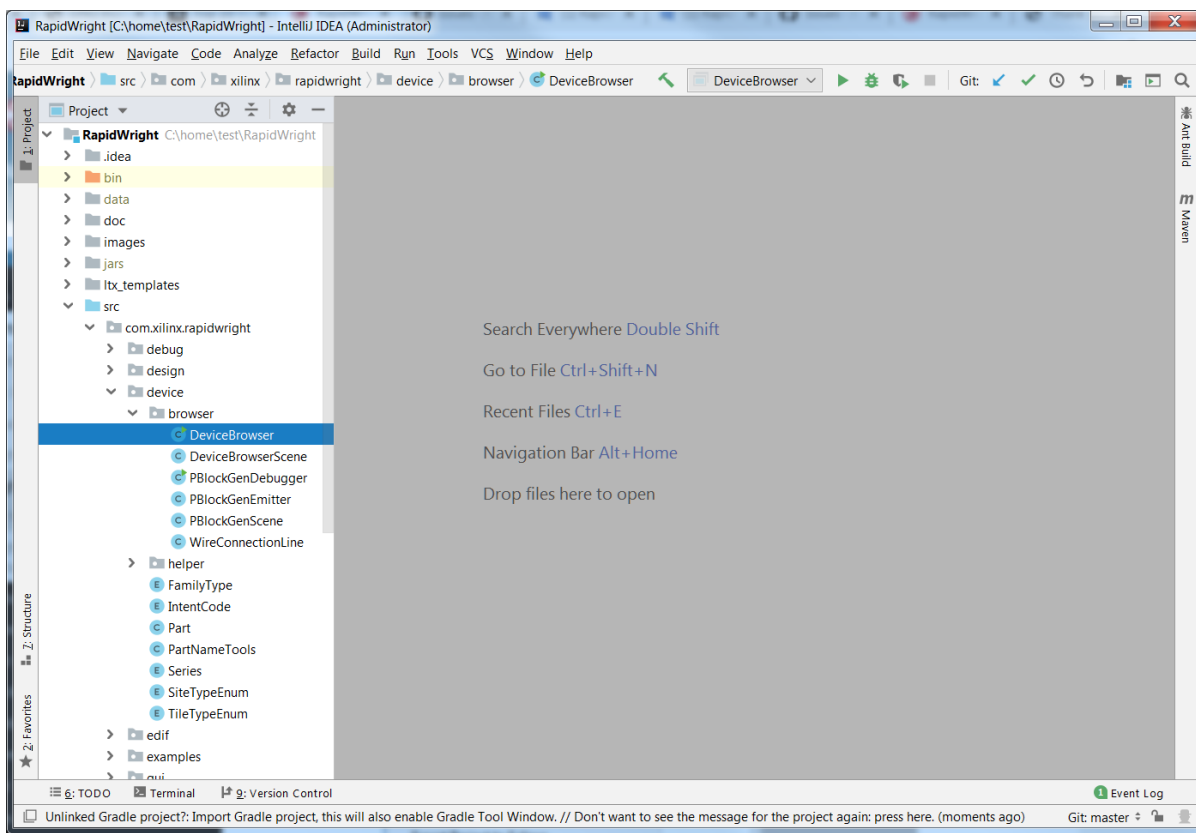 RapidWright [C:\home\test\RapidWright] - IntelliJ IDEA (Administrator)
File Edit View Navigate Code Analyze Refactor Build Run Tools VCS Window Help
RapidWright src com xilinx rapidwright device browser DeviceBrowser DeviceBrowser Git:
1: Project
Project
RapidWright C:\home\test\RapidWright
.idea
bin
data
doc
images
jars
ltx_templates
src
com.xilinx.rapidwright
debug
design
device
browser
DeviceBrowser
DeviceBrowserScene
PBlockGenDebugger
PBlockGenEmitter
PBlockGenScene
WireConnectionLine
helper
FamilyType
IntentCode
Part
PartNameTools
Series
SiteTypeEnum
TileTypeEnum
edif
examples
gui
Search Everywhere Double Shift
Go to File Ctrl+Shift+N
Recent Files Ctrl+E
Navigation Bar Alt+Home
Drop files here to open
Ant Build
m Maven
7: Structure
2: Favorites
6: TODO Terminal 9: Version Control 1 Event Log
Unlinked Gradle project?: Import Gradle project, this will also enable Gradle Tool Window. // Don't want to see the message for the project again: press here. (moments ago) Git: master